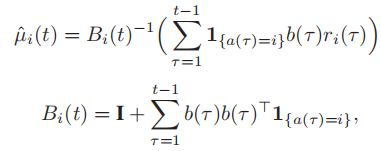 μ̂ᵢ(t) = Bᵢ(t)⁻¹( ∑_{τ=1}^{t−1} 𝟏_{\{a(τ)=i\}} b(τ)rᵢ(τ) )
Bᵢ(t) = 𝐈 + ∑_{τ=1}^{t−1} b(τ)b(τ)^⊤ 𝟏_{\{a(τ)=i\}},